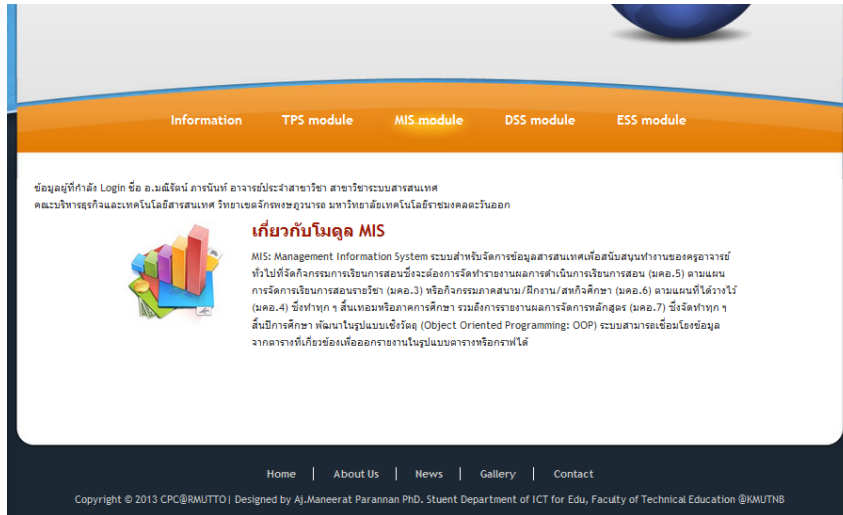 Information TPS module MIS module DSS module ESS module
ข้อมูลผู้ที่กำลัง Login ชื่อ อ.มณีรัตน์ ภารนันท์ อาจารย์ประจำสาขาวิชา สาขาวิชาระบบสารสนเทศ
คณะบริหารธุรกิจและเทคโนโลยีสารสนเทศ วิทยาเขตจักรพงษภูวนารถ มหาวิทยาลัยเทคโนโลยีราชมงคลตะวันออก
เกี่ยวกับโมดูล MIS
MIS: Management Information System ระบบสำหรับจัดการข้อมูลสารสนเทศเพื่อสนับสนุนทำงานของครูอาจารย์
ทั่วไปที่จัดกิจกรรมการเรียนการสอนซึ่งจะต้องการจัดทำรายงานผลการดำเนินการเรียนการสอน (มคอ.5) ตามแผน
การจัดการเรียนการสอนรายวิชา (มคอ.3) หรือกิจกรรมภาคสนาม/ฝึกงาน/สหกิจศึกษา (มคอ.6) ตามแผนที่ได้วางไว้
(มคอ.4) ซึ่งทำทุก ๆ สิ้นเทอมหรือภาคการศึกษา รวมถึงการรายงานผลการจัดการหลักสูตร (มคอ.7) ซึ่งจัดทำทุก ๆ
สิ้นปีการศึกษา พัฒนาในรูปแบบเชิงวัตถุ (Object Oriented Programming: OOP) ระบบสามารถเชื่อมโยงข้อมูล
จากตารางที่เกี่ยวข้องเพื่อออกรายงานในรูปแบบตารางหรือกราฟได้
Home | About Us | News | Gallery | Contact
Copyright © 2013 CPC@RMUTTO| Designed by Aj.Maneerat Parannan PhD. Stuent Department of ICT for Edu, Faculty of Technical Education @KMUTNB